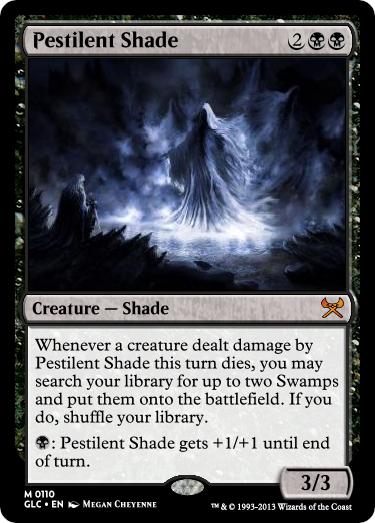 Pestilent Shade 2
Creature — Shade
Whenever a creature dealt damage by
Pestilent Shade this turn dies, you may
search your library for up to two Swamps
and put them onto the battlefield. If you
do, shuffle your library.
: Pestilent Shade gets +1/+1 until end
of turn.
3/3
M 0110
GLC • EN Megan Cheyenne
™ & © 1993-2013 Wizards of the Coast